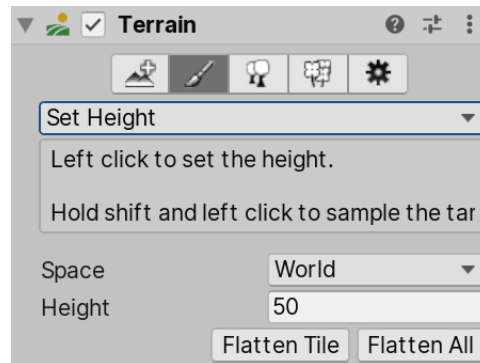 Terrain
Set Height
Left click to set the height.
Hold shift and left click to sample the tar
Space World
Height 50
Flatten Tile Flatten All